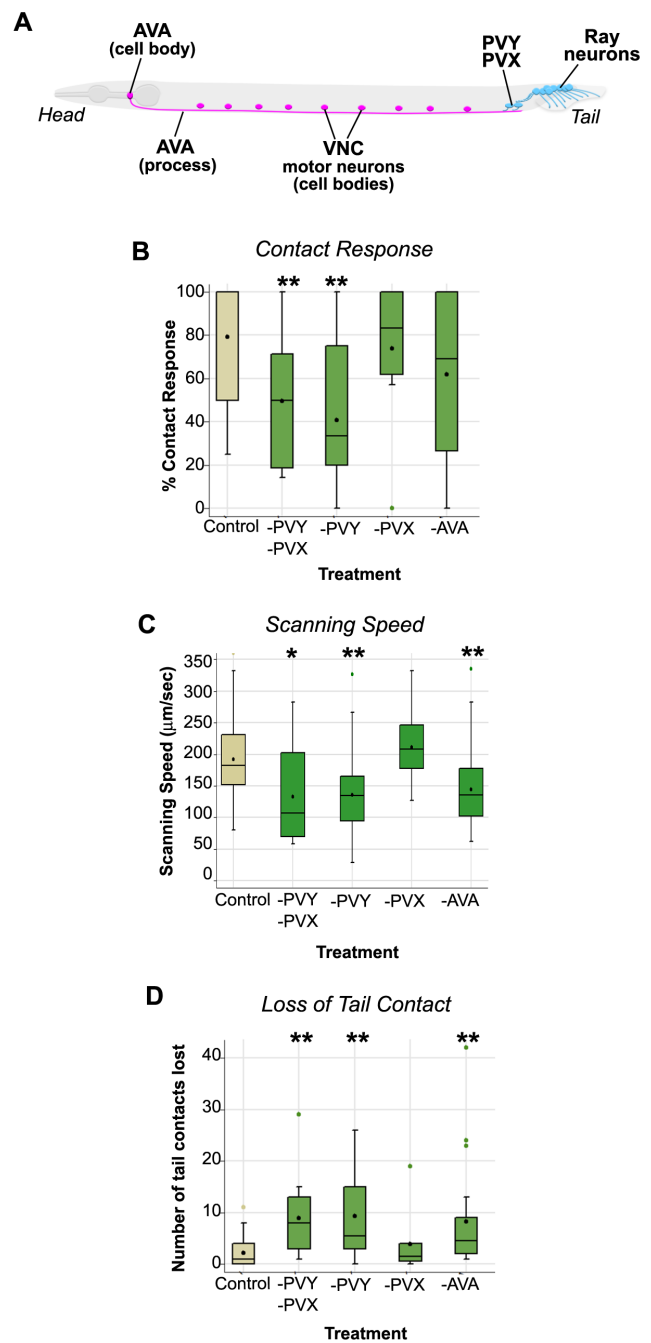 A
AVA
(cell body)
PVY
PVX
Ray
neurons
Head
Tail
AVA
(process)
VNC
motor neurons
(cell bodies)
B
Contact Response
** **
% Contact Response
100
80
60
40
20
0
Control -PVY -PVY -PVX -AVA
-PVX
Treatment
C
Scanning Speed
* ** **
Scanning Speed (μm/sec)
350
300
250
200
150
100
50
0
Control -PVY -PVY -PVX -AVA
-PVX
Treatment
D
Loss of Tail Contact
** ** **
Number of tail contacts lost
40
30
20
10
0
Control -PVY -PVY -PVX -AVA
-PVX
Treatment